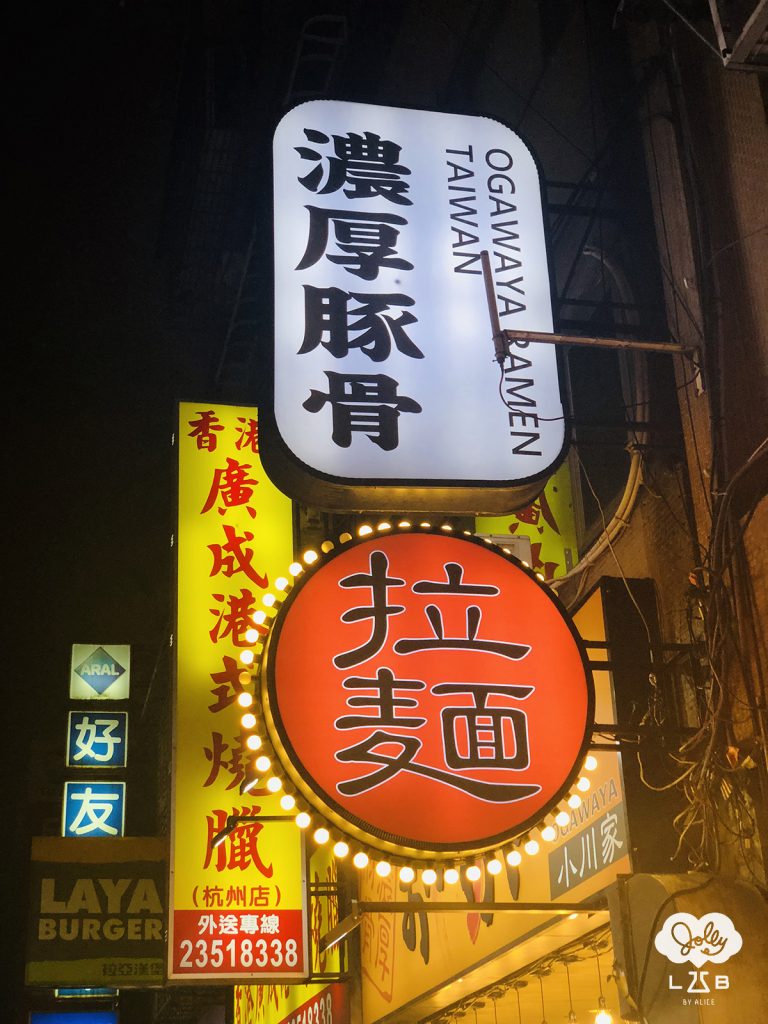 濃厚豚骨
OGAWAYA RAMEN
TAIWAN
拉
麵
香港
廣成港式燒臘
(杭州店)
外送專線
23518338
ARAL
好
友
LAYA
BURGER
拉亞漢堡
OGAWAYA
小川家
Jolly
L B
BY ALICE